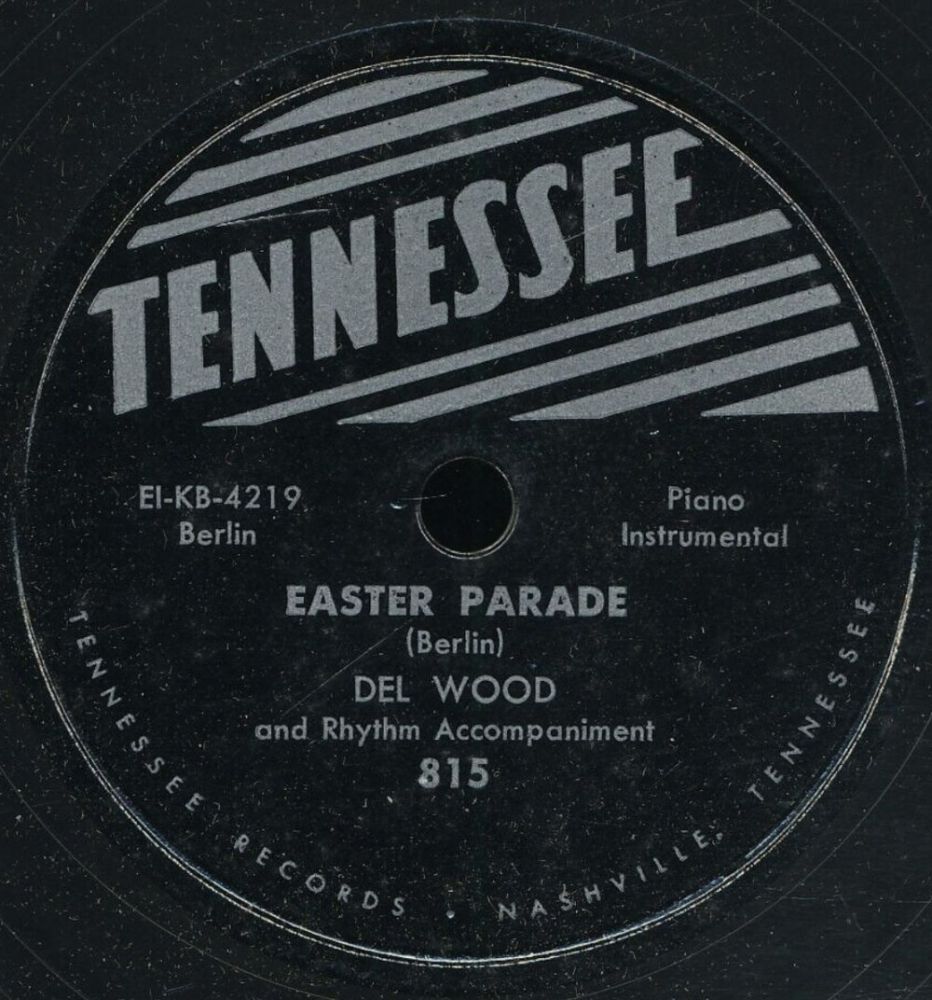 TENNESSEE
EI-KB-4219
Berlin
Piano
Instrumental
EASTER PARADE
(Berlin)
DEL WOOD
and Rhythm Accompaniment
815
TENNESSEE RECORDS · NASHVILLE, TENNESSEE